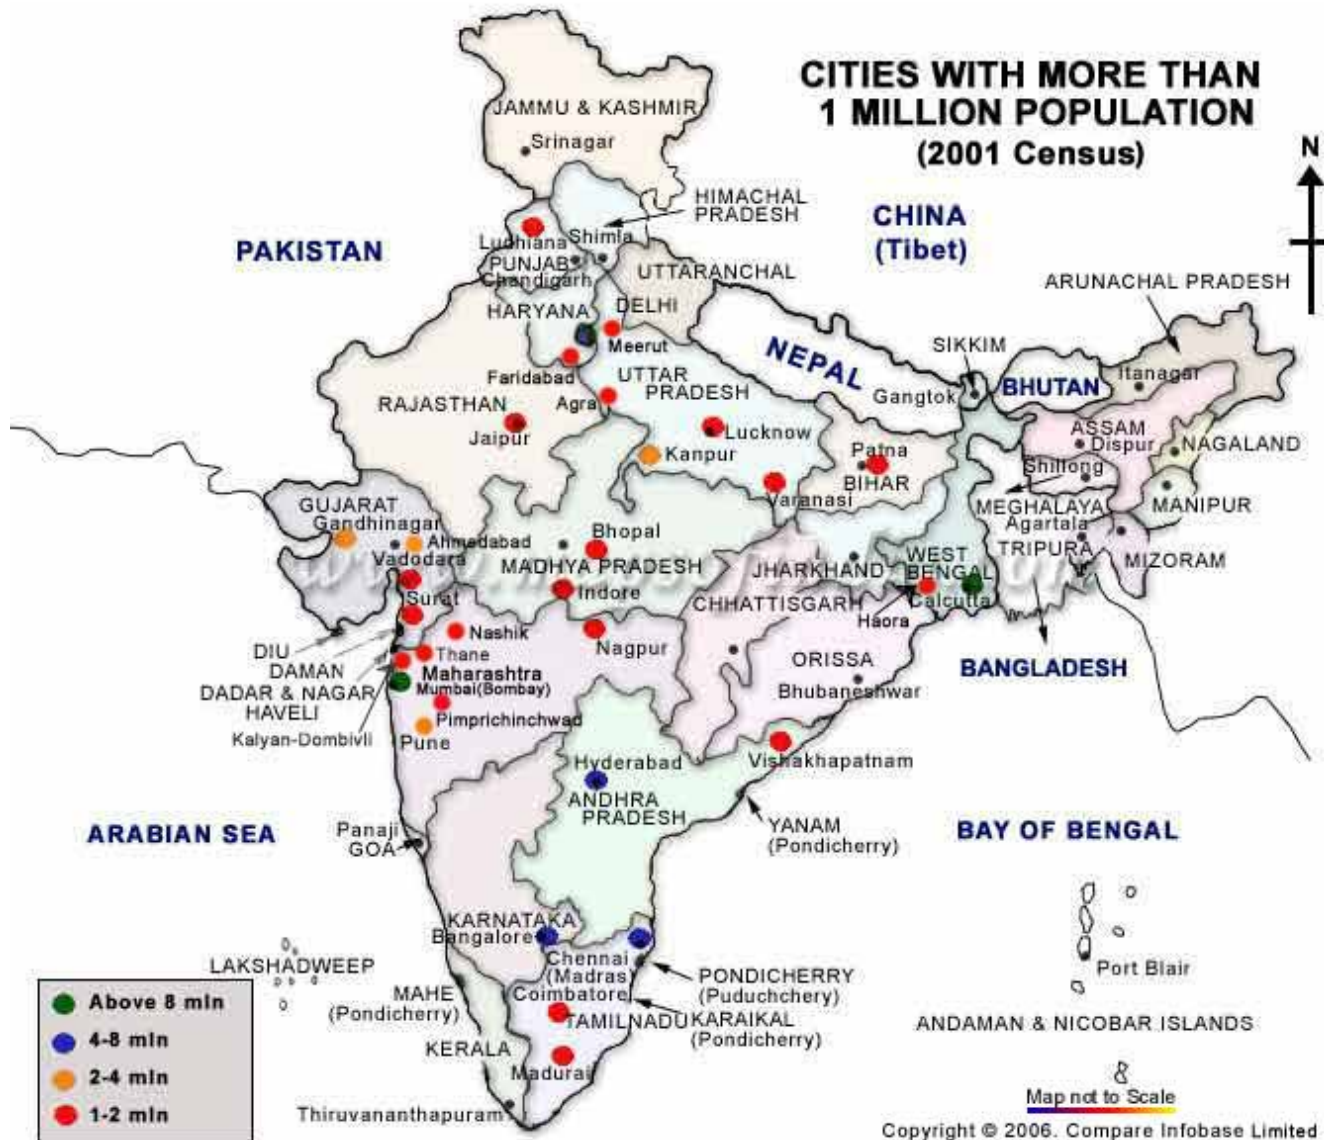 CITIES WITH MORE THAN
1 MILLION POPULATION
(2001 Census)
N
JAMMU & KASHMIR
Srinagar
HIMACHAL
PRADESH
CHINA
(Tibet)
PAKISTAN
Ludhiana
Shimla
PUNJAB
Chandigarh
UTTARANCHAL
ARUNACHAL PRADESH
HARYANA
DELHI
Meerut
NEPAL
SIKKIM
BHUTAN
Itanagar
Faridabad
UTTAR
PRADESH
Gangtok
Agra
RAJASTHAN
Jaipur
Lucknow
ASSAM
Dispur
NAGALAND
Kanpur
Patna
BIHAR
Shillong
Varanasi
MEGHALAYA
MANIPUR
GUJARAT
Gandhinagar
Ahmadabad
Vadodara
Bhopal
MADHYA PRADESH
Agartala
TRIPURA
MIZORAM
JHARKHAND
WEST
BENGAL
Calcutta
Surat
Indore
CHHATTISGARH
Haora
Nashik
Nagpur
DIU
DAMAN
DADAR & NAGAR
HAVELI
Kalyan-Dombivli
Thane
Maharashtra
Mumbai(Bombay)
Pimprichinchwad
Pune
ORISSA
Bhubaneshwar
BANGLADESH
Vishakhapatnam
Hyderabad
ANDHRA
PRADESH
YANAM
(Pondicherry)
ARABIAN SEA
Panaji
GOA
BAY OF BENGAL
KARNATAKA
Bangalore
Chennai
(Madras)
Coimbatore
LAKSHADWEEP
PONDICHERRY
(Puduchchery)
Port Blair
MAHE
(Pondicherry)
TAMILNADU
KARAIKAL
(Pondicherry)
ANDAMAN & NICOBAR ISLANDS
KERALA
Madurai
Thiruvananthapuram
Above 8 mln
4-8 mln
2-4 mln
1-2 mln
Map not to Scale
Copyright © 2006. Compare Infobase Limited